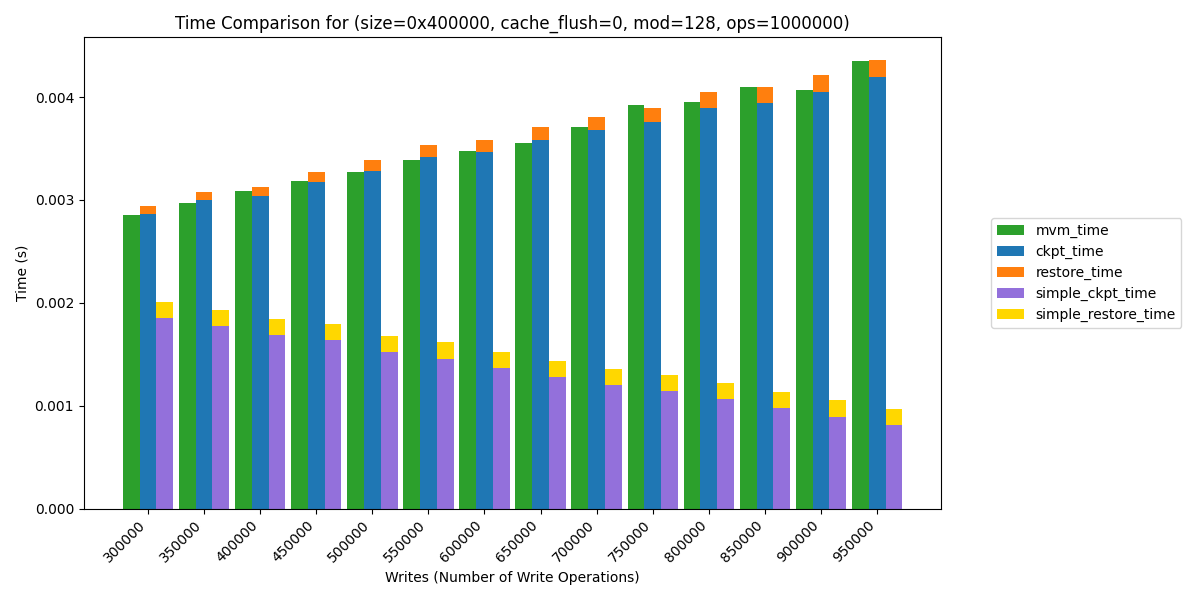 Time Comparison for (size=0x400000, cache_flush=0, mod=128, ops=1000000)
Time (s)
0.004
0.003
0.002
0.001
0.000
300000
350000
400000
450000
500000
550000
600000
650000
700000
750000
800000
850000
900000
950000
Writes (Number of Write Operations)
mvm_time
ckpt_time
restore_time
simple_ckpt_time
simple_restore_time